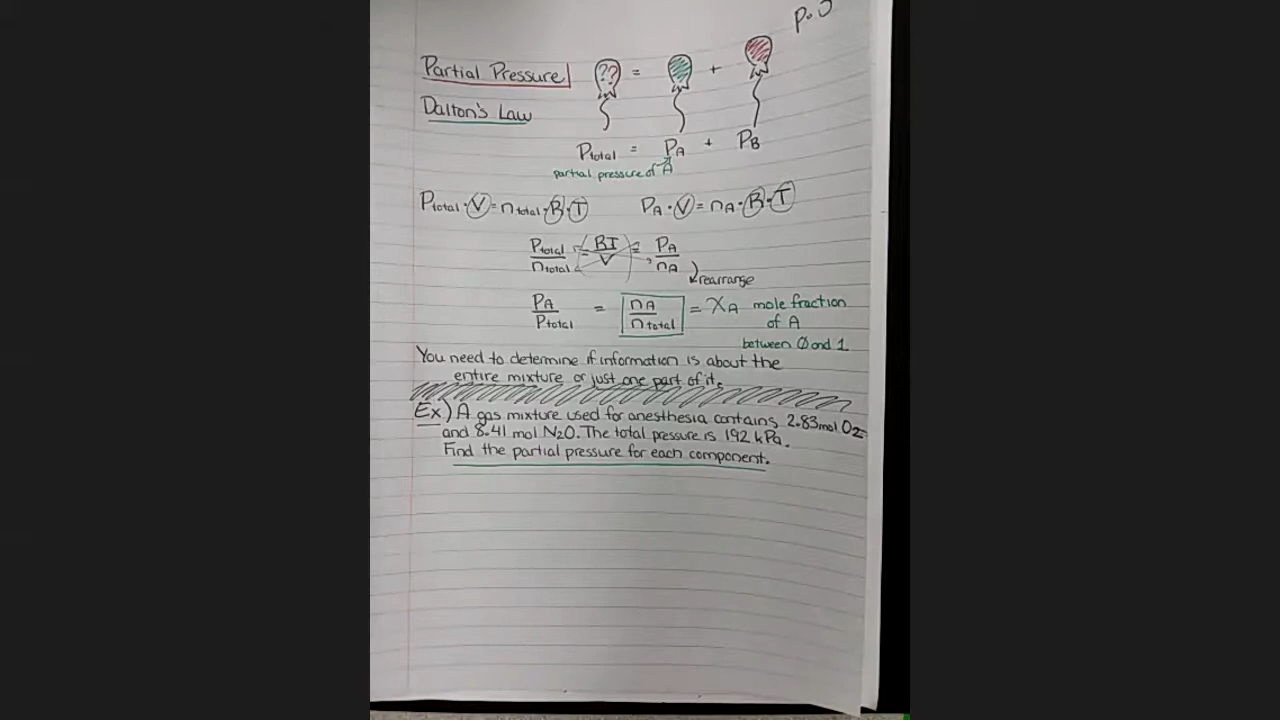 p. 5
Partial Pressure ?? = +
Dalton's Law
Ptotal = PA + PB
partial pressure of A
Ptotal · V = ntotal · R · T PA · V = nA · R · T
Ptotal/ntotal = (RT/V) = PA/nA
rearrange
PA/Ptotal = nA/ntotal = XA mole fraction
of A
between 0 and 1
You need to determine if information is about the
entire mixture or just one part of it.
Ex) A gas mixture used for anesthesia contains 2.83 mol O2
and 8.41 mol N2O. The total pressure is 192 kPa.
Find the partial pressure for each component.